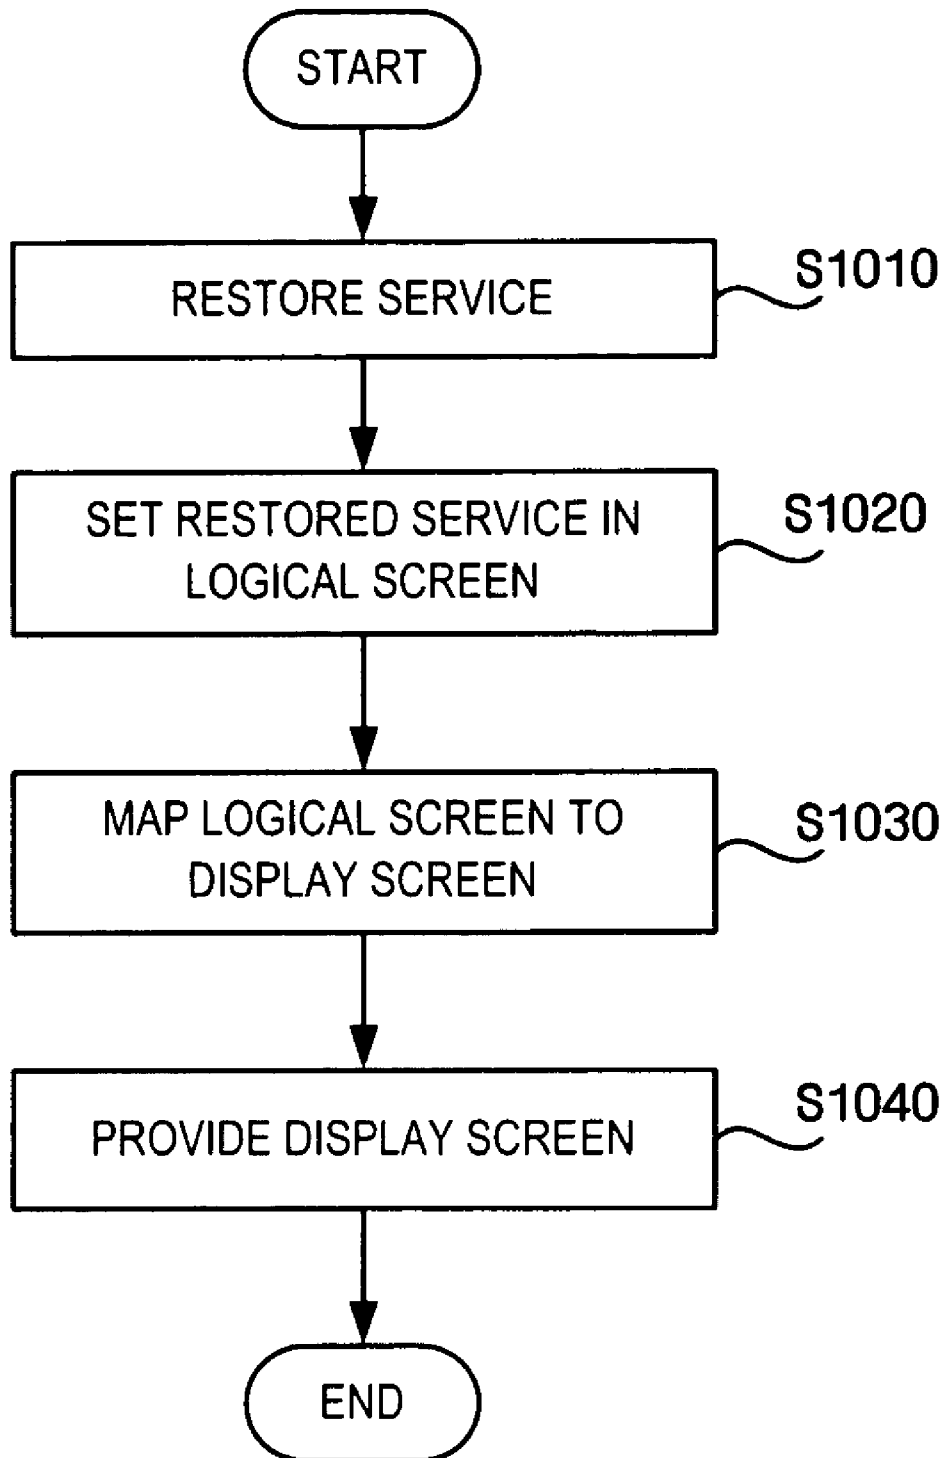 START
RESTORE SERVICE
S1010
SET RESTORED SERVICE IN
LOGICAL SCREEN
S1020
MAP LOGICAL SCREEN TO
DISPLAY SCREEN
S1030
PROVIDE DISPLAY SCREEN
S1040
END